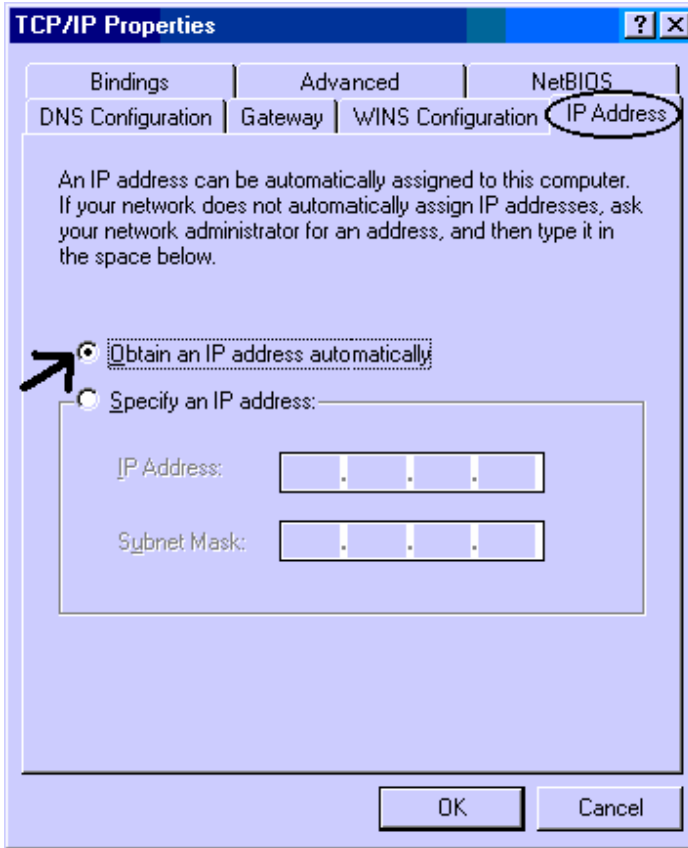 TCP/IP Properties
Bindings Advanced NetBIOS
DNS Configuration Gateway WINS Configuration IP Address
An IP address can be automatically assigned to this computer.
If your network does not automatically assign IP addresses, ask
your network administrator for an address, and then type it in
the space below.
Obtain an IP address automatically
Specify an IP address:
IP Address:
. . .
Subnet Mask:
. . .
OK Cancel